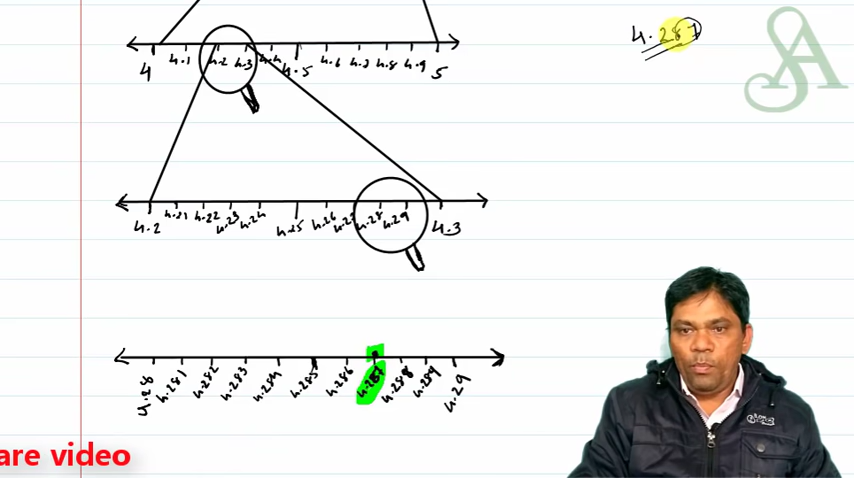 4.287
4 4.1 4.2 4.3 4.4 4.5 4.6 4.7 4.8 4.9 5
4.2 4.21 4.22 4.23 4.24 4.25 4.26 4.27 4.28 4.29 4.3
4.28 4.281 4.282 4.283 4.284 4.285 4.286 4.287 4.288 4.289 4.29
are video